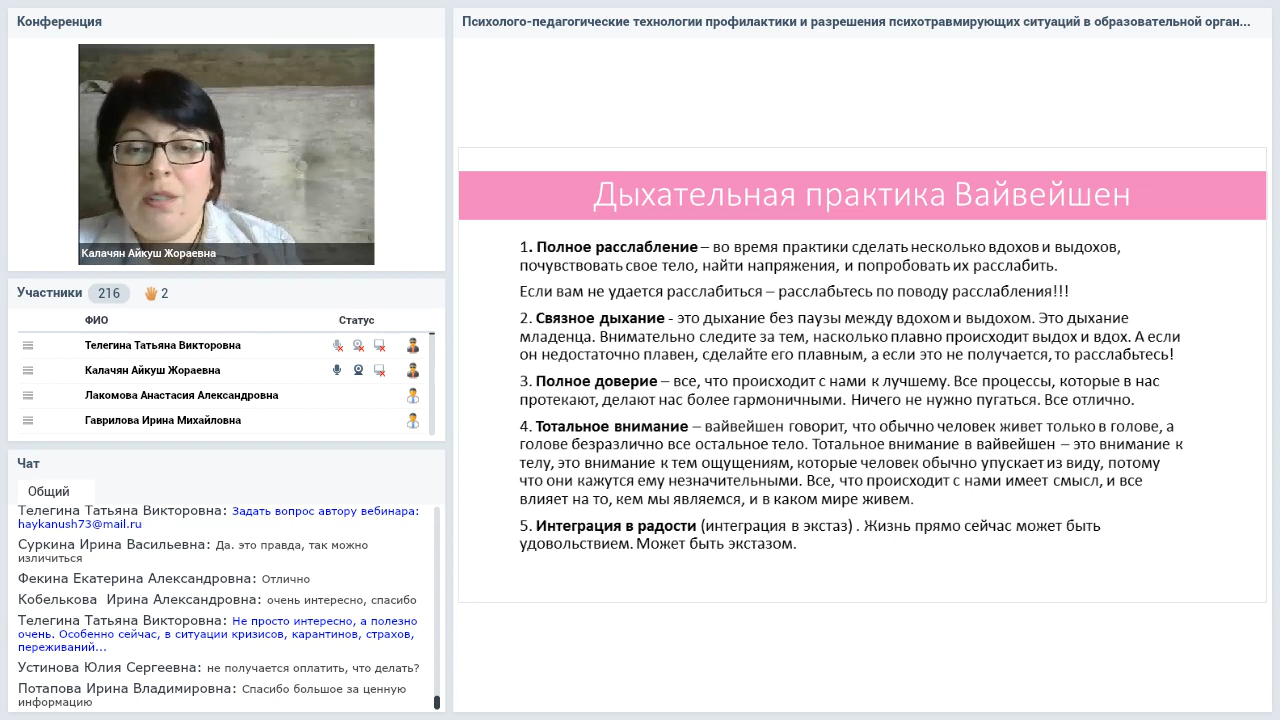 Конференция
Калачян Айкуш Жораевна
Участники 216 2
ФИО Статус
Телегина Татьяна Викторовна
Калачян Айкуш Жораевна
Лакомова Анастасия Александровна
Гаврилова Ирина Михайловна
Чат
Общий
Телегина Татьяна Викторовна: Задать вопрос автору вебинара:
haykanush73@mail.ru
Суркина Ирина Васильевна: Да. это правда, так можно
изличиться
Фекина Екатерина Александровна: Отлично
Кобелькова Ирина Александровна: очень интересно, спасибо
Телегина Татьяна Викторовна: Не просто интересно, а полезно
очень. Особенно сейчас, в ситуации кризисов, карантинов, страхов,
переживаний...
Устинова Юлия Сергеевна: не получается оплатить, что делать?
Потапова Ирина Владимировна: Спасибо большое за ценную
информацию
Психолого-педагогические технологии профилактики и разрешения психотравмирующих ситуаций в образовательной орган...
Дыхательная практика Вайвейшен
1. Полное расслабление – во время практики сделать несколько вдохов и выдохов,
почувствовать свое тело, найти напряжения, и попробовать их расслабить.
Если вам не удается расслабиться – расслабьтесь по поводу расслабления!!!
2. Связное дыхание - это дыхание без паузы между вдохом и выдохом. Это дыхание
младенца. Внимательно следите за тем, насколько плавно происходит выдох и вдох. А если
он недостаточно плавен, сделайте его плавным, а если это не получается, то расслабьтесь!
3. Полное доверие – все, что происходит с нами к лучшему. Все процессы, которые в нас
протекают, делают нас более гармоничными. Ничего не нужно пугаться. Все отлично.
4. Тотальное внимание – вайвейшен говорит, что обычно человек живет только в голове, а
голове безразлично все остальное тело. Тотальное внимание в вайвейшен – это внимание к
телу, это внимание к тем ощущениям, которые человек обычно упускает из виду, потому
что они кажутся ему незначительными. Все, что происходит с нами имеет смысл, и все
влияет на то, кем мы являемся, и в каком мире живем.
5. Интеграция в радости (интеграция в экстаз) . Жизнь прямо сейчас может быть
удовольствием. Может быть экстазом.